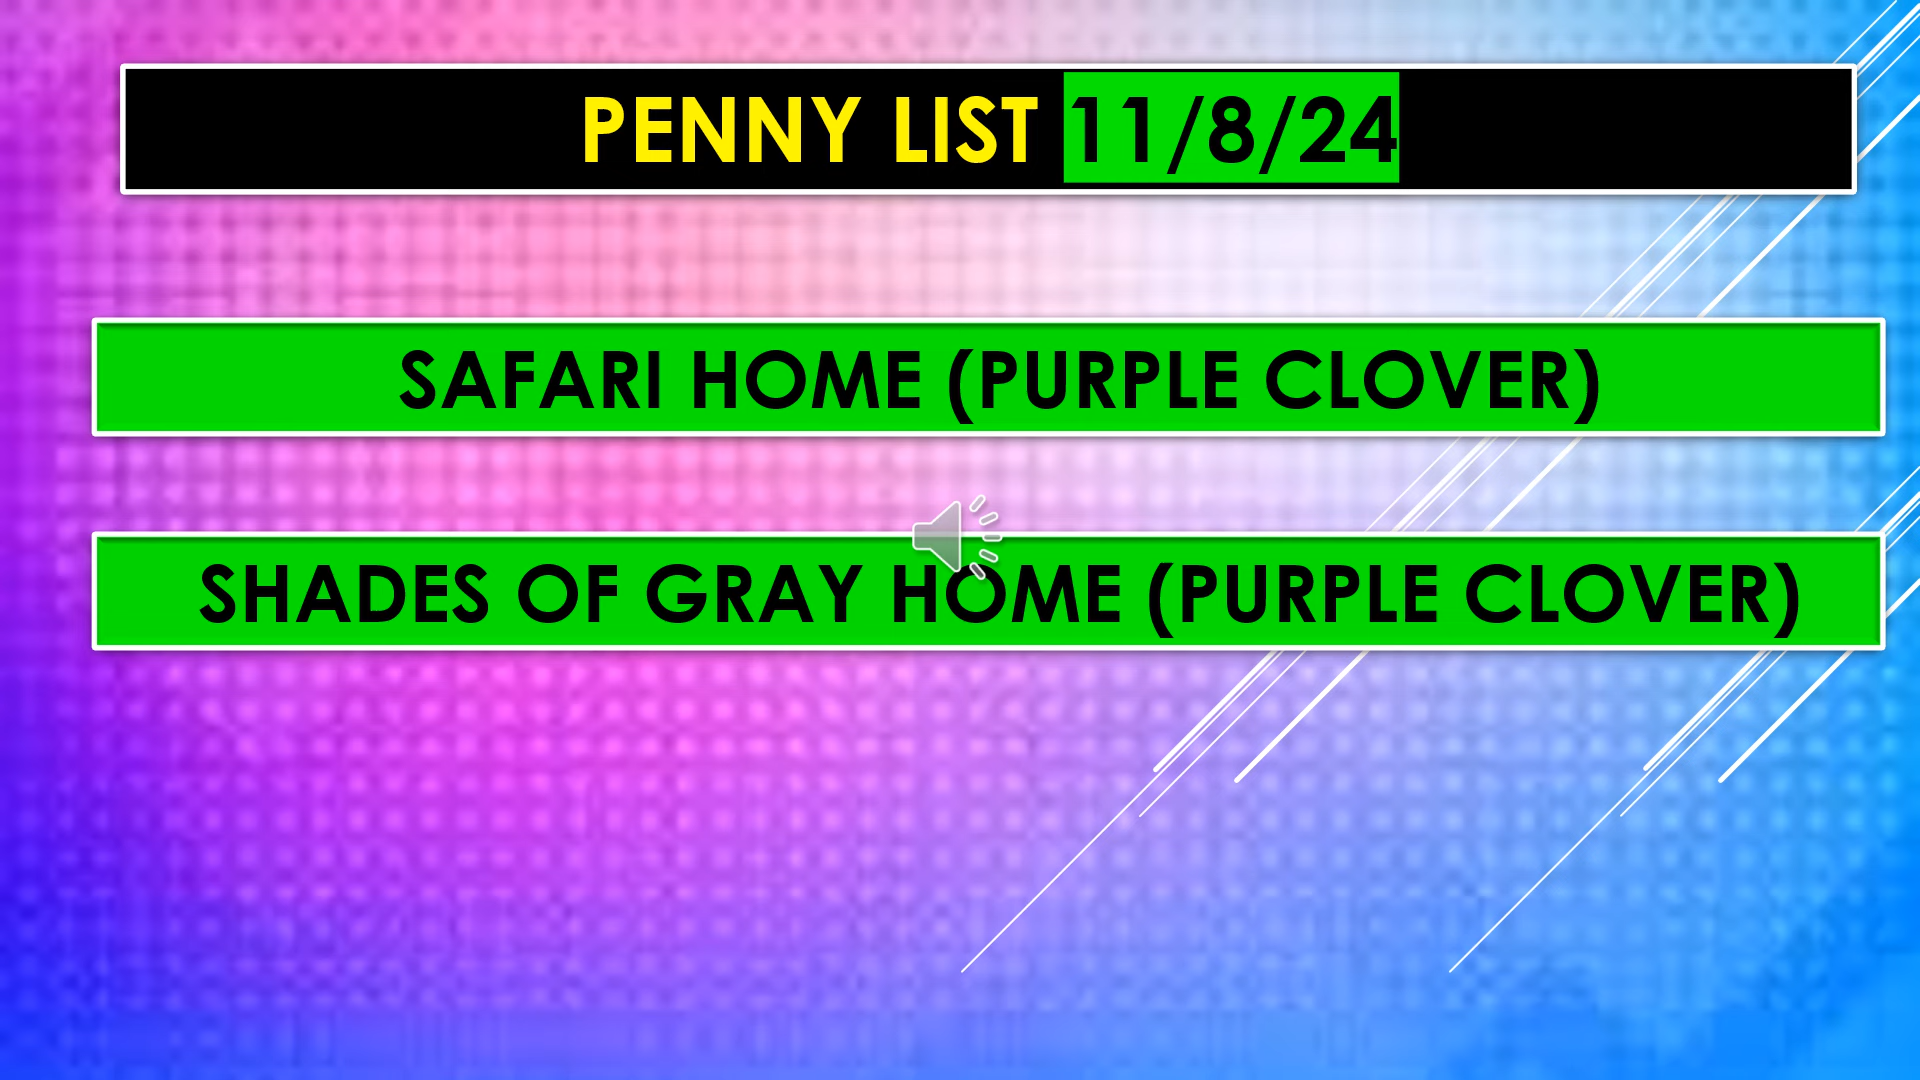 PENNY LIST 11/8/24
SAFARI HOME (PURPLE CLOVER)
SHADES OF GRAY HOME (PURPLE CLOVER)